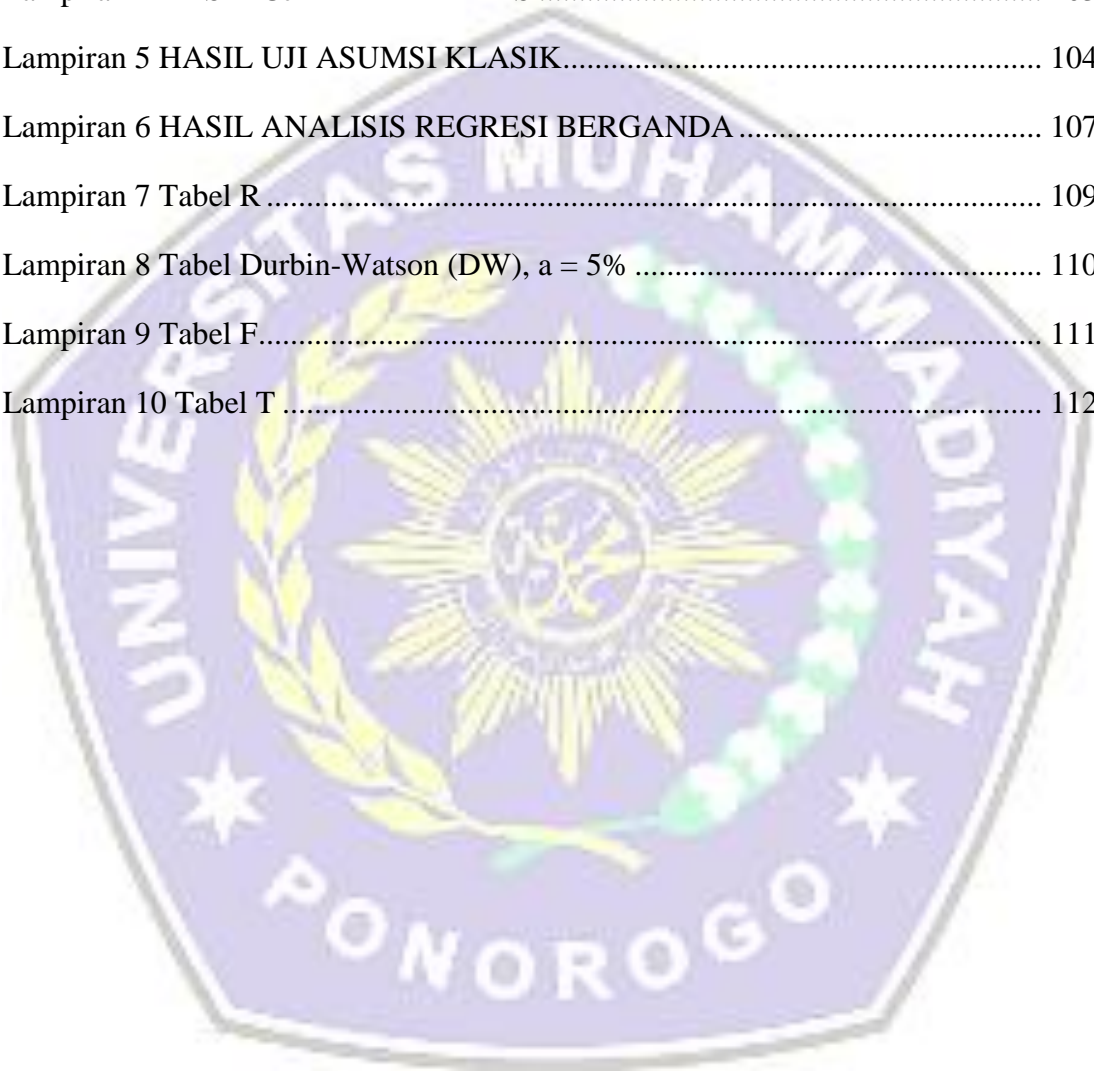 Lampiran 5 HASIL UJI ASUMSI KLASIK.......................................................... 104
Lampiran 6 HASIL ANALISIS REGRESI BERGANDA..................................... 107
Lampiran 7 Tabel R.............................................................................................. 109
Lampiran 8 Tabel Durbin-Watson (DW), a = 5% ................................................. 110
Lampiran 9 Tabel F............................................................................................... 111
Lampiran 10 Tabel T ............................................................................................ 112
UNIVERSITAS MUHAMMADIYAH
PONOROGO